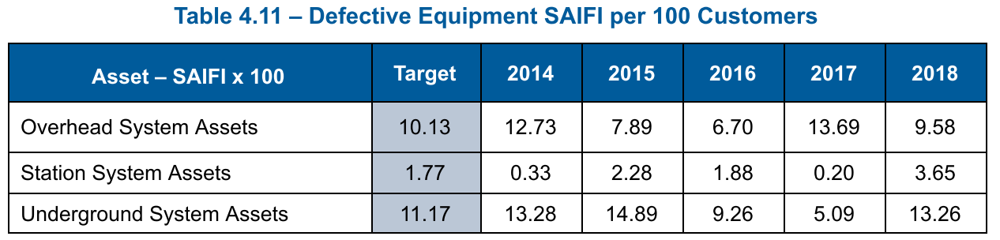 Table 4.11 – Defective Equipment SAIFI per 100 Customers
Asset – SAIFI x 100 Target 2014 2015 2016 2017 2018
Overhead System Assets 10.13 12.73 7.89 6.70 13.69 9.58
Station System Assets 1.77 0.33 2.28 1.88 0.20 3.65
Underground System Assets 11.17 13.28 14.89 9.26 5.09 13.26